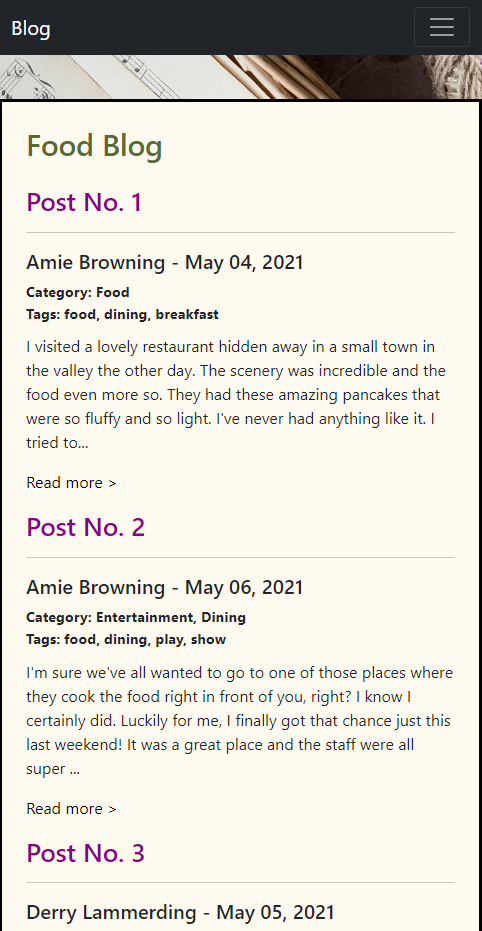 Blog
Food Blog
Post No. 1
Amie Browning - May 04, 2021
Category: Food
Tags: food, dining, breakfast
I visited a lovely restaurant hidden away in a small town in
the valley the other day. The scenery was incredible and the
food even more so. They had these amazing pancakes that
were so fluffy and so light. I've never had anything like it. I
tried to...
Read more >
Post No. 2
Amie Browning - May 06, 2021
Category: Entertainment, Dining
Tags: food, dining, play, show
I'm sure we've all wanted to go to one of those places where
they cook the food right in front of you, right? I know I
certainly did. Luckily for me, I finally got that chance just this
last weekend! It was a great place and the staff were all
super ...
Read more >
Post No. 3
Derry Lammerding - May 05, 2021